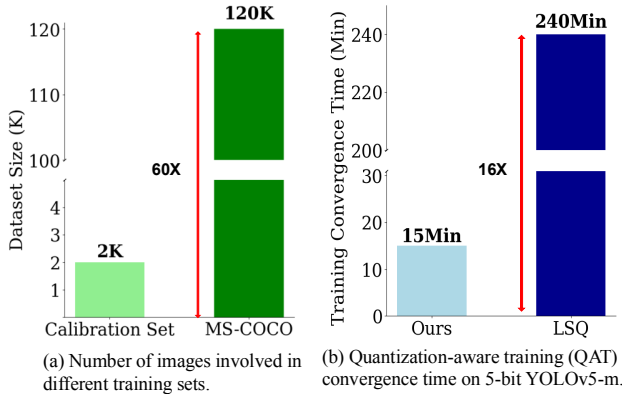 120K
120
110
100
4
3
2
1
Dataset Size (K)
60X
2K
Calibration Set
MS-COCO
(a) Number of images involved in
different training sets.
240Min
240
220
200
30
20
10
0
Training Convergence Time (Min)
16X
15Min
Ours
LSQ
(b) Quantization-aware training (QAT)
convergence time on 5-bit YOLOv5-m.